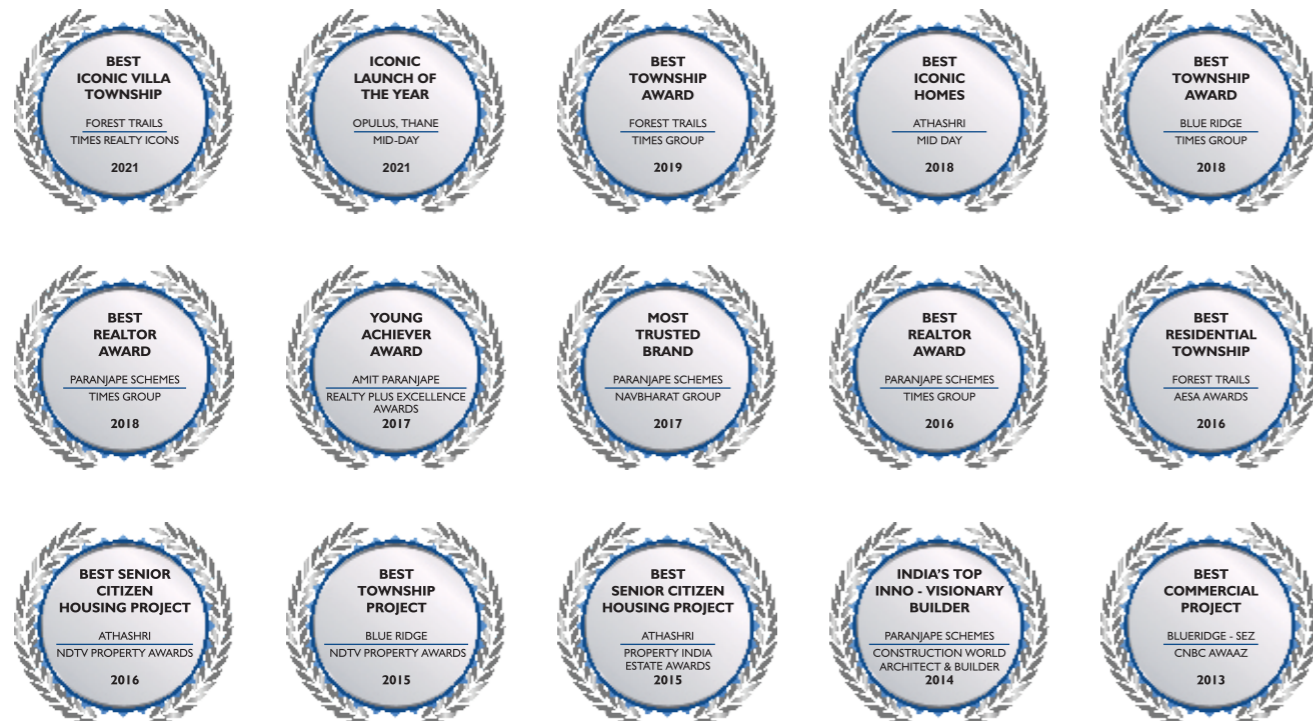 BEST
ICONIC VILLA
TOWNSHIP
FOREST TRAILS
TIMES REALTY ICONS
2021
ICONIC
LAUNCH OF
THE YEAR
OPULUS, THANE
MID-DAY
2021
BEST
TOWNSHIP
AWARD
FOREST TRAILS
TIMES GROUP
2019
BEST
ICONIC
HOMES
ATHASHRI
MID DAY
2018
BEST
TOWNSHIP
AWARD
BLUE RIDGE
TIMES GROUP
2018
BEST
REALTOR
AWARD
PARANJAPE SCHEMES
TIMES GROUP
2018
YOUNG
ACHIEVER
AWARD
AMIT PARANJAPE
REALTY PLUS EXCELLENCE
AWARDS
2017
MOST
TRUSTED
BRAND
PARANJAPE SCHEMES
NAVBHARAT GROUP
2017
BEST
REALTOR
AWARD
PARANJAPE SCHEMES
TIMES GROUP
2016
BEST
RESIDENTIAL
TOWNSHIP
FOREST TRAILS
AESA AWARDS
2016
BEST SENIOR
CITIZEN
HOUSING PROJECT
ATHASHRI
NDTV PROPERTY AWARDS
2016
BEST
TOWNSHIP
PROJECT
BLUE RIDGE
NDTV PROPERTY AWARDS
2015
BEST
SENIOR CITIZEN
HOUSING PROJECT
ATHASHRI
PROPERTY INDIA
ESTATE AWARDS
2015
INDIA'S TOP
INNO - VISIONARY
BUILDER
PARANJAPE SCHEMES
CONSTRUCTION WORLD
ARCHITECT & BUILDER
2014
BEST
COMMERCIAL
PROJECT
BLUERIDGE - SEZ
CNBC AWAAZ
2013